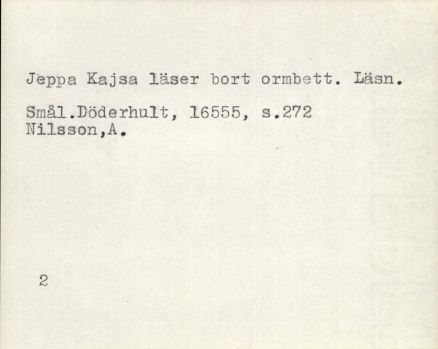 Jeppa Kajsa läser bort ormbett. Läsn.
Smål.Döderhult, 16555, s.272
Nilsson,A.
2